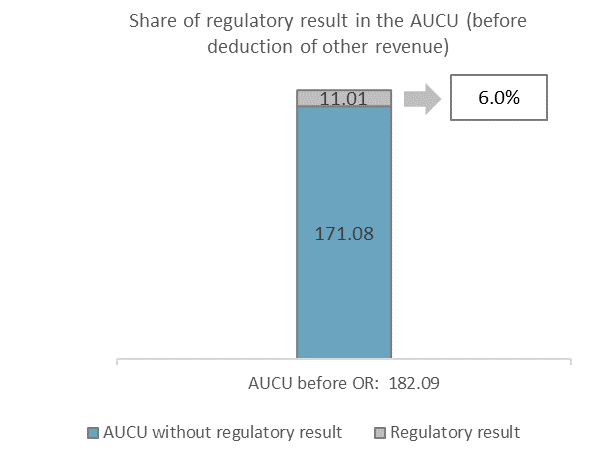 Share of regulatory result in the AUCU (before
deduction of other revenue)
11.01
6.0%
171.08
AUCU before OR:  182.09
AUCU without regulatory result
Regulatory result